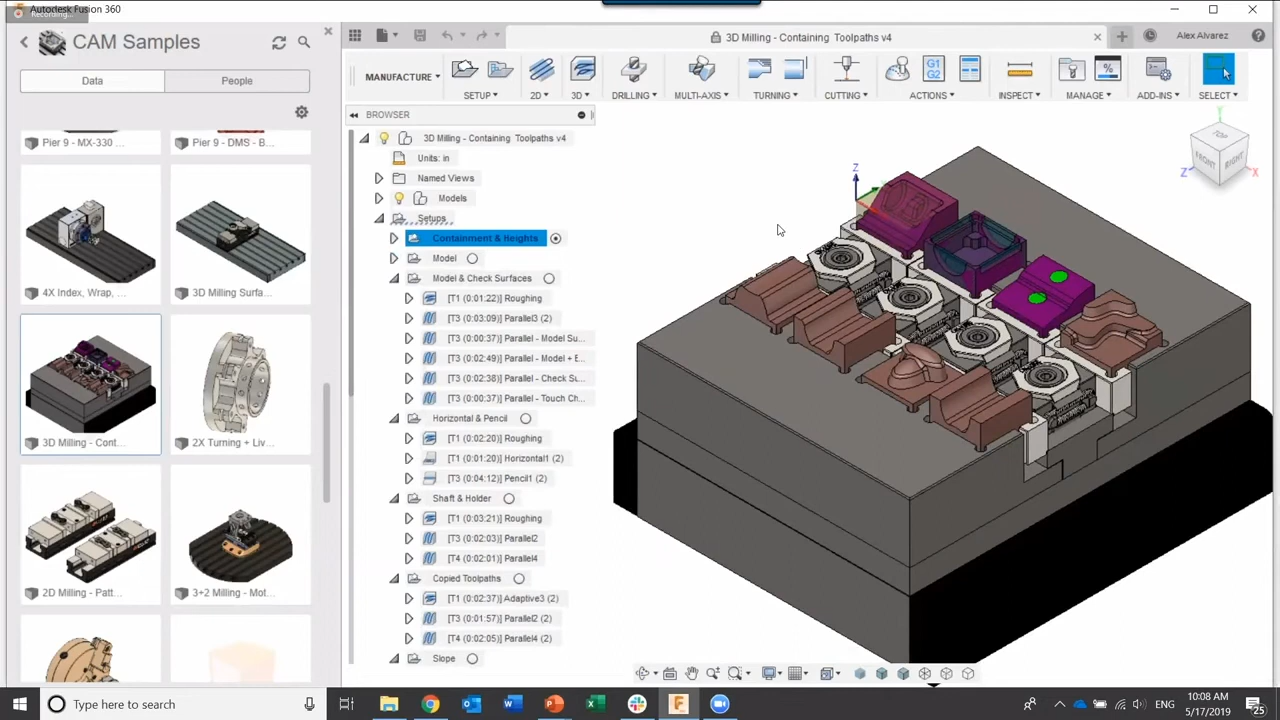 Autodesk Fusion 360
Recording...
CAM Samples
Data
People
Pier 9 - MX-330 ...
Pier 9 - DMS - B...
4X Index, Wrap, ...
3D Milling Surfa...
3D Milling - Cont...
2X Turning + Liv...
2D Milling - Patt...
3+2 Milling - Mot...
3D Milling - Containing Toolpaths v4
Alex Alvarez
MANUFACTURE
SETUP
2D
3D
DRILLING
MULTI-AXIS
TURNING
CUTTING
G1
G2
ACTIONS
INSPECT
MANAGE
ADD-INS
SELECT
BROWSER
3D Milling - Containing Toolpaths v4
Units: in
Named Views
Models
Setups
Containment & Heights
Model
Model & Check Surfaces
[T1 (0:01:22)] Roughing
[T3 (0:03:09)] Parallel3 (2)
[T3 (0:00:37)] Parallel - Model Su...
[T3 (0:02:49)] Parallel - Model + E...
[T3 (0:02:38)] Parallel - Check Su...
[T3 (0:00:37)] Parallel - Touch Ch...
Horizontal & Pencil
[T1 (0:02:20)] Roughing
[T1 (0:01:20)] Horizontal1 (2)
[T3 (0:04:12)] Pencil1 (2)
Shaft & Holder
[T1 (0:03:21)] Roughing
[T3 (0:02:03)] Parallel2
[T4 (0:02:01)] Parallel4
Copied Toolpaths
[T1 (0:02:37)] Adaptive3 (2)
[T3 (0:01:57)] Parallel2 (2)
[T4 (0:02:05)] Parallel4 (2)
Slope
Z
Y
TOP
FRONT
RIGHT
Z
X
Type here to search
ENG
10:08 AM
5/17/2019
25